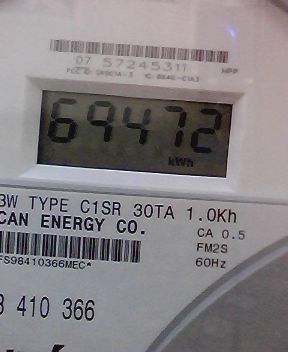 07 57245311
69472
kWh
3W TYPE C1SR 30TA 1.0Kh
CAN ENERGY CO.
CA 0.5
FM2S
60Hz
FS98410366MEC*
410 366